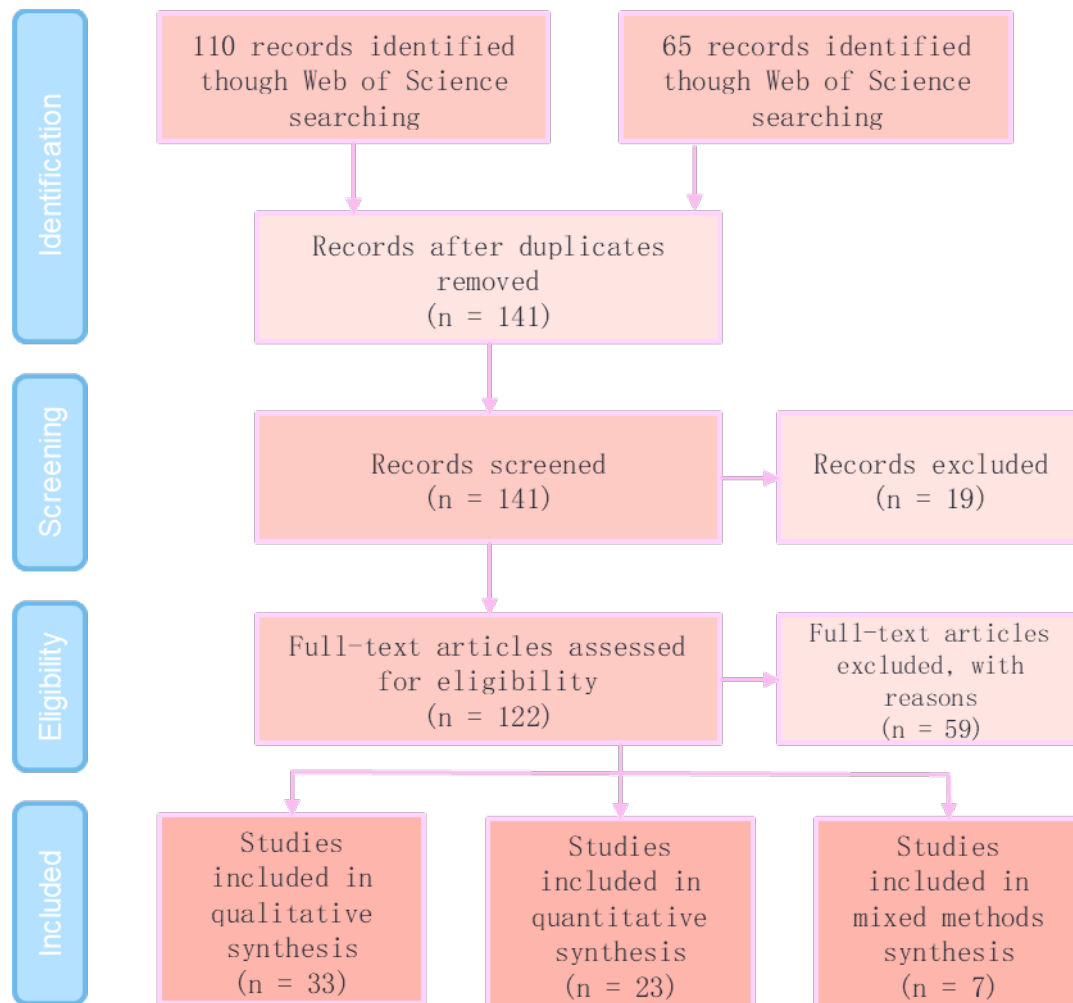 Identification
110 records identified
though Web of Science
searching
65 records identified
though Web of Science
searching
Records after duplicates
removed
(n = 141)
Screening
Records screened
(n = 141)
Records excluded
(n = 19)
Eligibility
Full-text articles assessed
for eligibility
(n = 122)
Full-text articles
excluded, with
reasons
(n = 59)
Included
Studies
included in
qualitative
synthesis
(n = 33)
Studies
included in
quantitative
synthesis
(n = 23)
Studies
included in
mixed methods
synthesis
(n = 7)